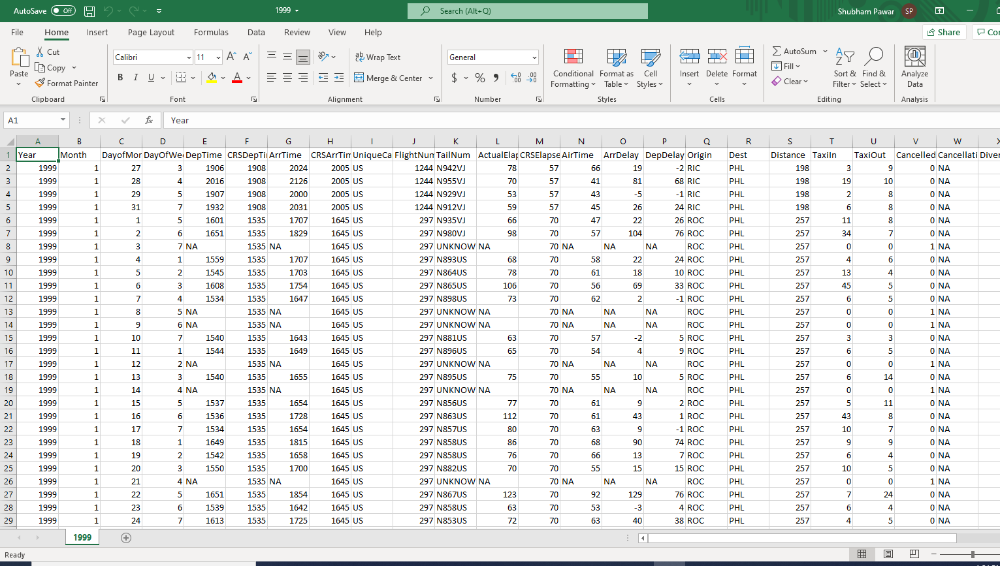 AutoSave Off 1999 Search (Alt+Q) Shubham Pawar SP
File Home Insert Page Layout Formulas Data Review View Help Share Con
Paste Cut Copy Format Painter Clipboard
Calibri 11 A A B I U A Font
ab Wrap Text Merge & Center Alignment
General $ % 9 .00 .00 Number
Conditional Formatting Format as Table Cell Styles Styles
Insert Delete Format Cells
AutoSum Fill Clear Sort & Filter Find & Select Editing
Analyze Data Analysis
A1 fx Year
A B C D E F G H I J K L M N O P Q R S T U V W X
1 Year Month DayofMor DayOfWe DepTime CRSDepTi ArrTime CRSArrTim UniqueCa FlightNum TailNum ActualElap CRSElapse AirTime ArrDelay DepDelay Origin Dest Distance TaxiIn TaxiOut Cancelled Cancellati Diver
2 1999 1 27 3 1906 1908 2024 2005 US 1244 N942VJ 78 57 66 19 -2 RIC PHL 198 3 9 0 NA
3 1999 1 28 4 2016 1908 2126 2005 US 1244 N955VJ 70 57 41 81 68 RIC PHL 198 19 10 0 NA
4 1999 1 29 5 1907 1908 2000 2005 US 1244 N929VJ 53 57 43 -5 -1 RIC PHL 198 2 8 0 NA
5 1999 1 31 7 1932 1908 2031 2005 US 1244 N912VJ 59 57 45 26 24 RIC PHL 198 6 8 0 NA
6 1999 1 1 5 1601 1535 1707 1645 US 297 N935VJ 66 70 47 22 26 ROC PHL 257 11 8 0 NA
7 1999 1 2 6 1651 1535 1829 1645 US 297 N980VJ 98 70 57 104 76 ROC PHL 257 34 7 0 NA
8 1999 1 3 7 NA 1535 NA 1645 US 297 UNKNOW NA 70 NA NA NA ROC PHL 257 0 0 1 NA
9 1999 1 4 1 1559 1535 1707 1645 US 297 N893US 68 70 58 22 24 ROC PHL 257 4 6 0 NA
10 1999 1 5 2 1545 1535 1703 1645 US 297 N864US 78 70 61 18 10 ROC PHL 257 13 4 0 NA
11 1999 1 6 3 1608 1535 1754 1645 US 297 N865US 106 70 56 69 33 ROC PHL 257 45 5 0 NA
12 1999 1 7 4 1534 1535 1647 1645 US 297 N898US 73 70 62 2 -1 ROC PHL 257 6 5 0 NA
13 1999 1 8 5 NA 1535 NA 1645 US 297 UNKNOW NA 70 NA NA NA ROC PHL 257 0 0 1 NA
14 1999 1 9 6 NA 1535 NA 1645 US 297 UNKNOW NA 70 NA NA NA ROC PHL 257 0 0 1 NA
15 1999 1 10 7 1540 1535 1643 1645 US 297 N881US 63 70 57 -2 5 ROC PHL 257 3 3 0 NA
16 1999 1 11 1 1544 1535 1649 1645 US 297 N896US 65 70 54 4 9 ROC PHL 257 6 5 0 NA
17 1999 1 12 2 NA 1535 NA 1645 US 297 UNKNOW NA 70 NA NA NA ROC PHL 257 0 0 1 NA
18 1999 1 13 3 1540 1535 1655 1645 US 297 N895US 75 70 55 10 5 ROC PHL 257 6 14 0 NA
19 1999 1 14 4 NA 1535 NA 1645 US 297 UNKNOW NA 70 NA NA NA ROC PHL 257 0 0 1 NA
20 1999 1 15 5 1537 1535 1654 1645 US 297 N856US 77 70 61 9 2 ROC PHL 257 5 11 0 NA
21 1999 1 16 6 1536 1535 1728 1645 US 297 N863US 112 70 61 43 1 ROC PHL 257 43 8 0 NA
22 1999 1 17 7 1534 1535 1654 1645 US 297 N857US 80 70 63 9 -1 ROC PHL 257 10 7 0 NA
23 1999 1 18 1 1649 1535 1815 1645 US 297 N858US 86 70 68 90 74 ROC PHL 257 9 9 0 NA
24 1999 1 19 2 1542 1535 1658 1645 US 297 N858US 76 70 66 13 7 ROC PHL 257 6 4 0 NA
25 1999 1 20 3 1550 1535 1700 1645 US 297 N882US 70 70 55 15 15 ROC PHL 257 10 5 0 NA
26 1999 1 21 4 NA 1535 NA 1645 US 297 UNKNOW NA 70 NA NA NA ROC PHL 257 0 0 1 NA
27 1999 1 22 5 1651 1535 1854 1645 US 297 N867US 123 70 92 129 76 ROC PHL 257 7 24 0 NA
28 1999 1 23 6 1539 1535 1642 1645 US 297 N858US 63 70 53 -3 4 ROC PHL 257 6 4 0 NA
29 1999 1 24 7 1613 1535 1725 1645 US 297 N853US 72 70 63 40 38 ROC PHL 257 4 5 0 NA
1999
Ready